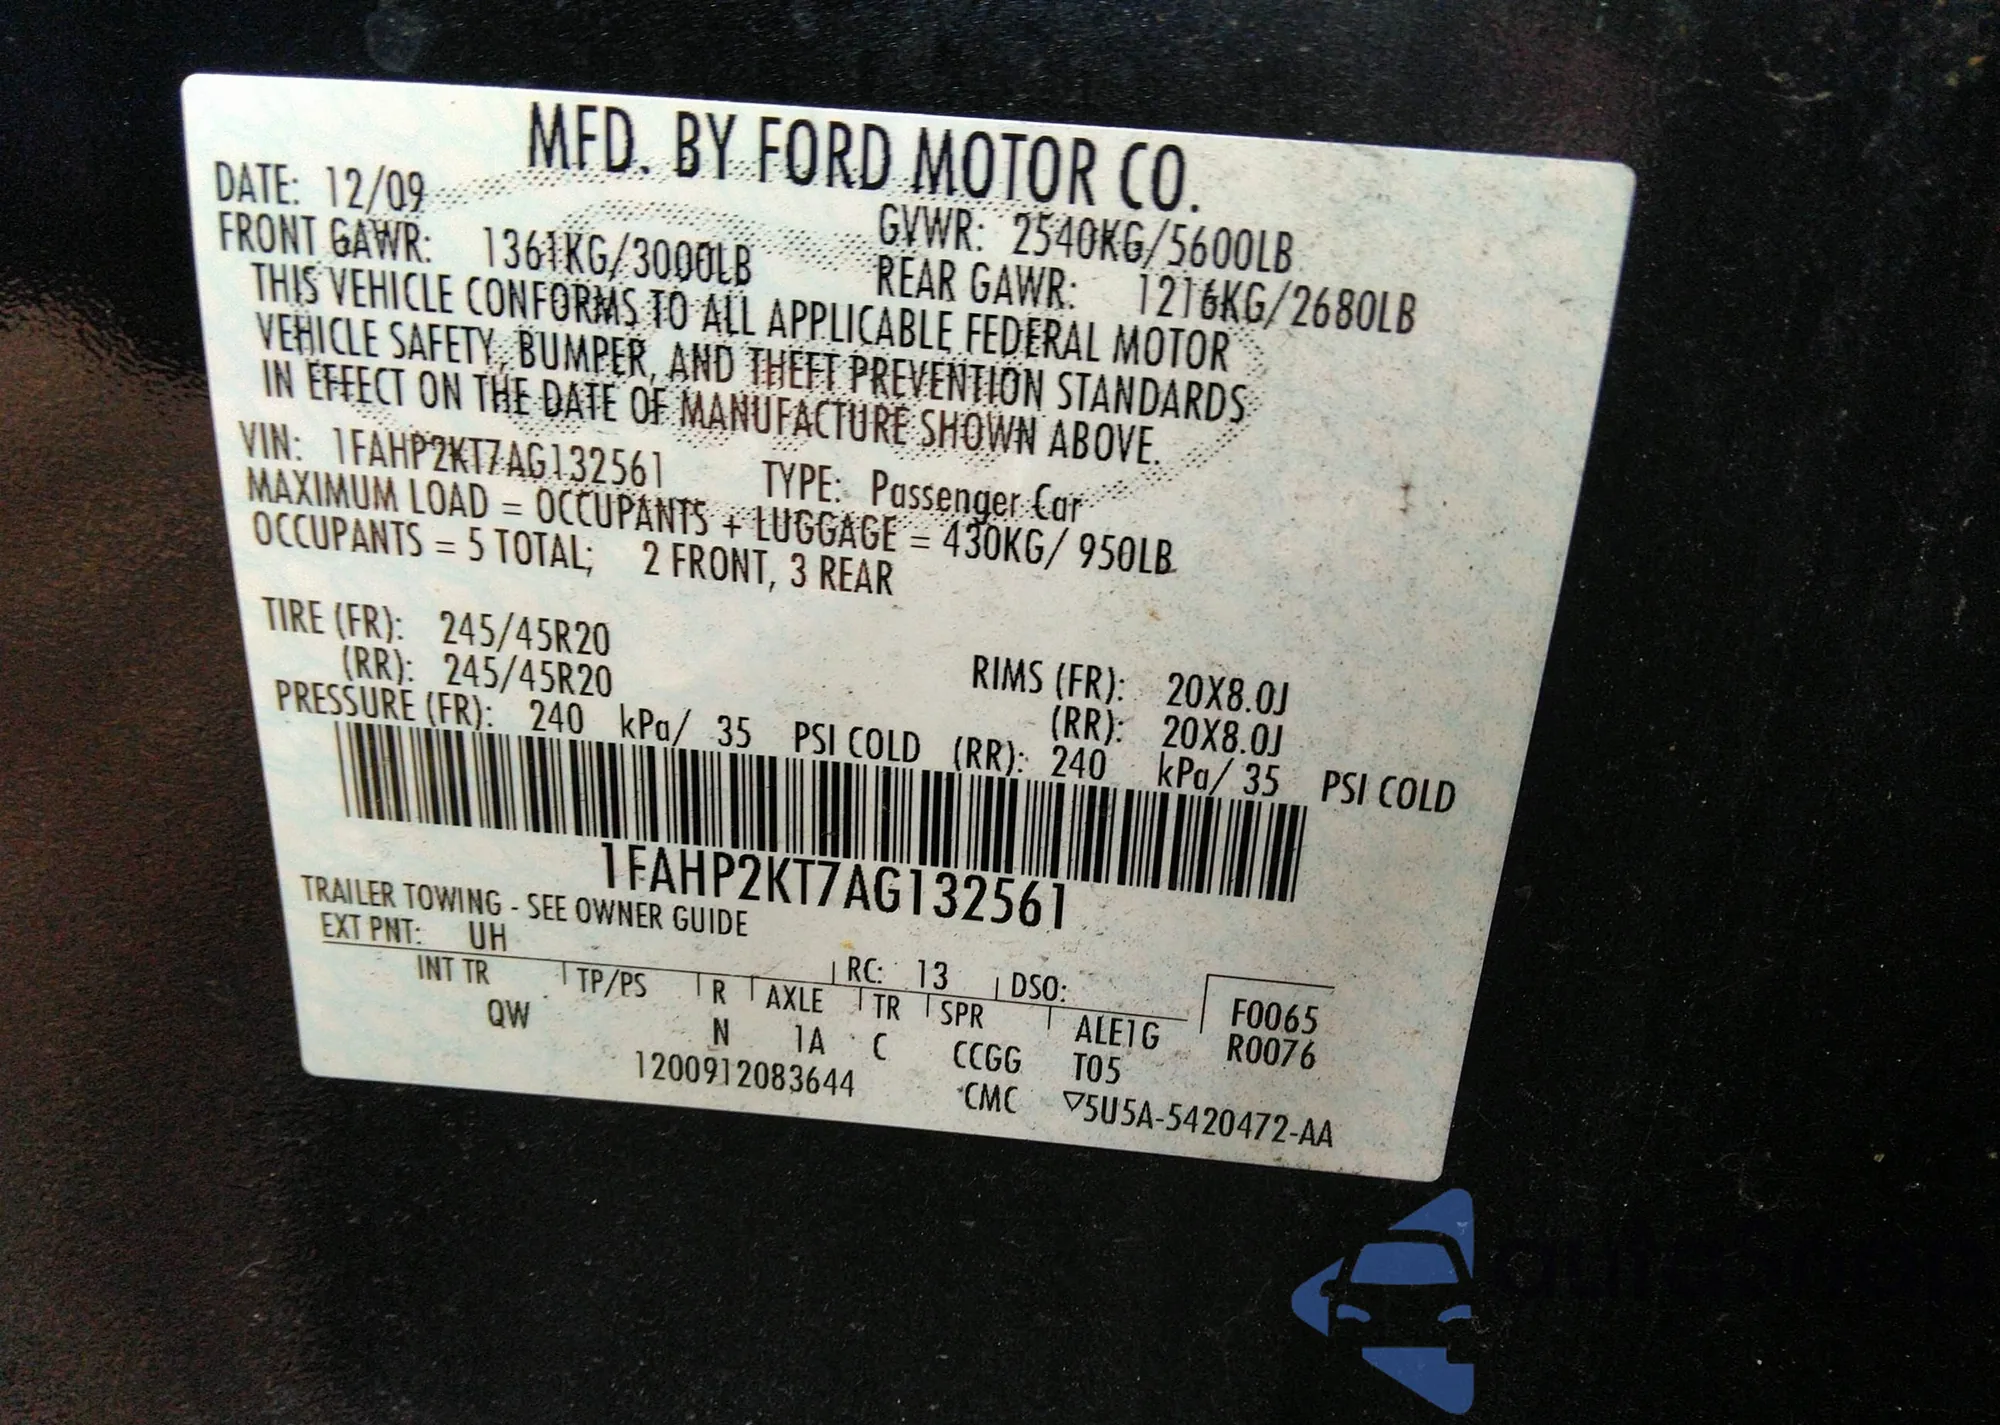 MFD. BY FORD MOTOR CO.
DATE: 12/09 GVWR: 2540KG/5600LB
FRONT GAWR: 1361KG/3000LB REAR GAWR: 1216KG/2680LB
THIS VEHICLE CONFORMS TO ALL APPLICABLE FEDERAL MOTOR
VEHICLE SAFETY, BUMPER, AND THEFT PREVENTION STANDARDS
IN EFFECT ON THE DATE OF MANUFACTURE SHOWN ABOVE.
VIN: 1FAHP2KT7AG132561 TYPE: Passenger Car
MAXIMUM LOAD = OCCUPANTS + LUGGAGE = 430KG/ 950LB
OCCUPANTS = 5 TOTAL; 2 FRONT, 3 REAR
TIRE (FR): 245/45R20 RIMS (FR): 20X8.0J
(RR): 245/45R20 (RR): 20X8.0J
PRESSURE (FR): 240 kPa/ 35 PSI COLD (RR): 240 kPa/ 35 PSI COLD
1FAHP2KT7AG132561
TRAILER TOWING - SEE OWNER GUIDE
EXT PNT: UH RC: 13 DSO: F0065
INT TR TP/PS R AXLE TR SPR ALE1G R0076
QW N 1A C CCGG T05
1200912083644 CMC ▽5U5A-5420472-AA